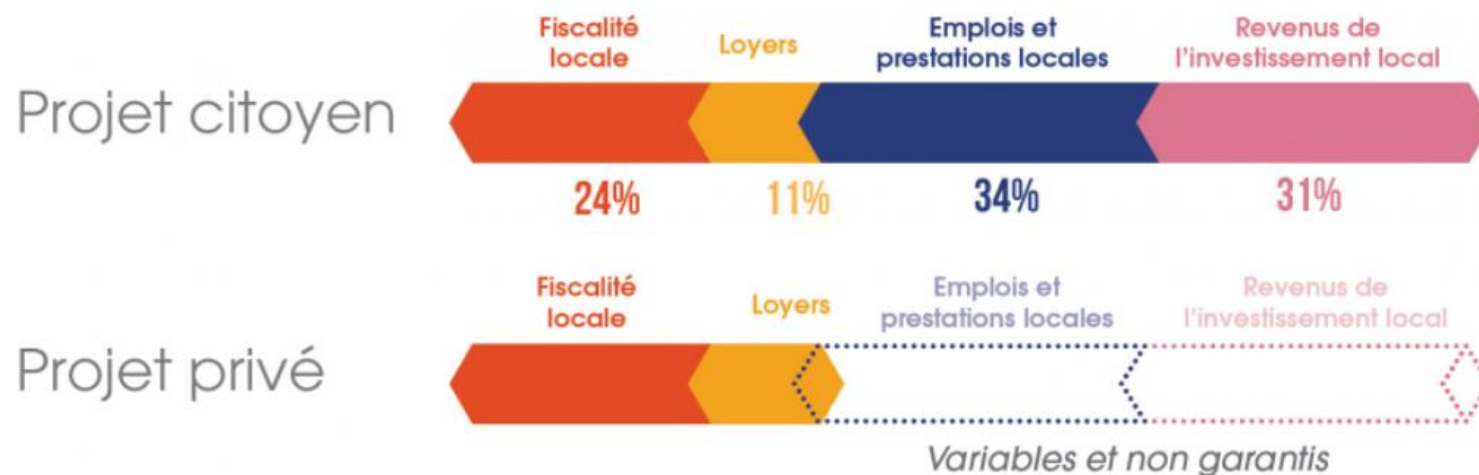 Fiscalité
locale
Loyers
Emplois et
prestations locales
Revenus de
l'investissement local
Projet citoyen
24%
11%
34%
31%
Fiscalité
locale
Loyers
Emplois et
prestations locales
Revenus de
l'investissement local
Projet privé
Variables et non garantis